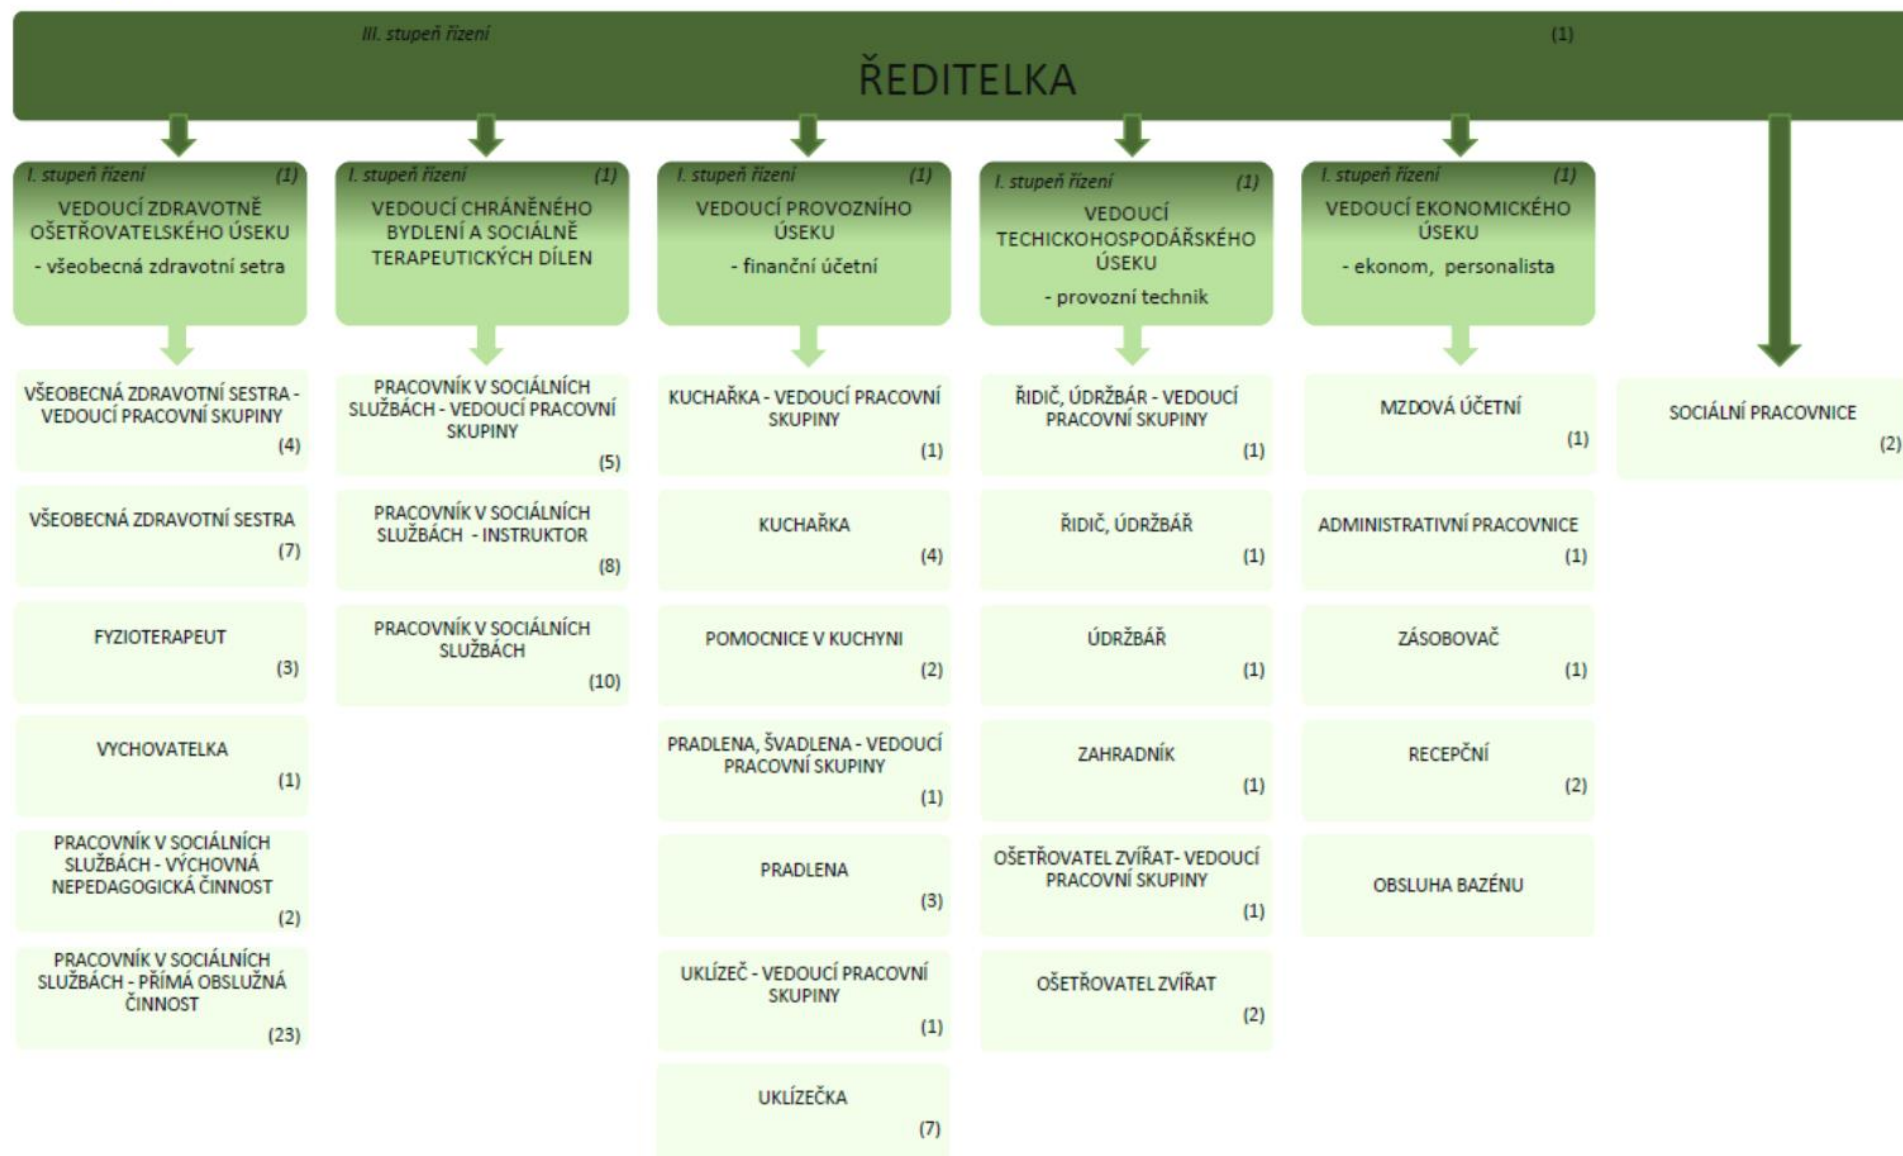 III. stupeň řízení (1)
ŘEDITELKA
I. stupeň řízení (1)
VEDOUCÍ ZDRAVOTNĚ
OŠETŘOVATELSKÉHO ÚSEKU
- všeobecná zdravotní setra
VŠEOBECNÁ ZDRAVOTNÍ SESTRA -
VEDOUCÍ PRACOVNÍ SKUPINY
(4)
VŠEOBECNÁ ZDRAVOTNÍ SESTRA
(7)
FYZIOTERAPEUT
(3)
VYCHOVATELKA
(1)
PRACOVNÍK V SOCIÁLNÍCH
SLUŽBÁCH - VÝCHOVNÁ
NEPEDAGOGICKÁ ČINNOST
(2)
PRACOVNÍK V SOCIÁLNÍCH
SLUŽBÁCH - PŘÍMÁ OBSLUŽNÁ
ČINNOST
(23)
I. stupeň řízení (1)
VEDOUCÍ CHRÁNĚNÉHO
BYDLENÍ A SOCIÁLNĚ
TERAPEUTICKÝCH DÍLEN
PRACOVNÍK V SOCIÁLNÍCH
SLUŽBÁCH - VEDOUCÍ PRACOVNÍ
SKUPINY
(5)
PRACOVNÍK V SOCIÁLNÍCH
SLUŽBÁCH - INSTRUKTOR
(8)
PRACOVNÍK V SOCIÁLNÍCH
SLUŽBÁCH
(10)
I. stupeň řízení (1)
VEDOUCÍ PROVOZNÍHO
ÚSEKU
- finanční účetní
KUCHAŘKA - VEDOUCÍ PRACOVNÍ
SKUPINY
(1)
KUCHAŘKA
(4)
POMOCNICE V KUCHYNI
(2)
PRADLENA, ŠVADLENA - VEDOUCÍ
PRACOVNÍ SKUPINY
(1)
PRADLENA
(3)
UKLÍZEČ - VEDOUCÍ PRACOVNÍ
SKUPINY
(1)
UKLÍZEČKA
(7)
I. stupeň řízení (1)
VEDOUCÍ
TECHICKOHOSPODÁŘSKÉHO
ÚSEKU
- provozní technik
ŘIDIČ, ÚDRŽBÁR - VEDOUCÍ
PRACOVNÍ SKUPINY
(1)
ŘIDIČ, ÚDRŽBÁŘ
(1)
ÚDRŽBÁŘ
(1)
ZAHRADNÍK
(1)
OŠETŘOVATEL ZVÍŘAT- VEDOUCÍ
PRACOVNÍ SKUPINY
(1)
OŠETŘOVATEL ZVÍŘAT
(2)
I. stupeň řízení (1)
VEDOUCÍ EKONOMICKÉHO
ÚSEKU
- ekonom, personalista
MZDOVÁ ÚČETNÍ
(1)
ADMINISTRATIVNÍ PRACOVNICE
(1)
ZÁSOBOVAČ
(1)
RECEPČNÍ
(2)
OBSLUHA BAZÉNU
SOCIÁLNÍ PRACOVNICE
(2)